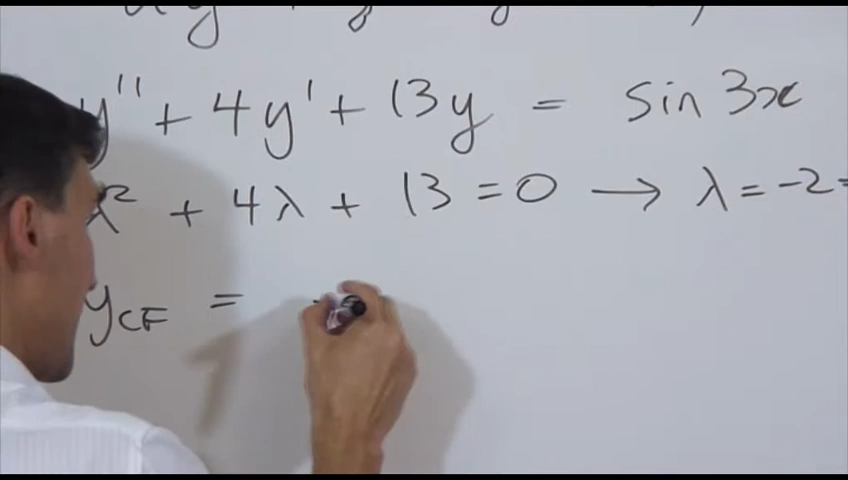 y'' + 4y' + 13y = sin 3x
λ² + 4λ + 13 = 0 → λ = -2
y_CF =